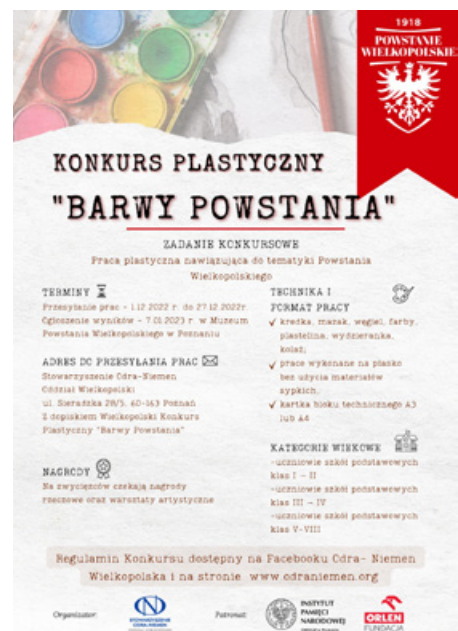 1918
POWSTANIE
WIELKOPOLSKIE
KONKURS PLASTYCZNY
"BARWY POWSTANIA"
ZADANIE KONKURSOWE
Praca plastyczna nawiązująca do tematyki Powstania
Wielkopolskiego
TERMINY
Przesyłanie prac - 1.12 2022 r. do 27.12.2022r.
Ogłoszenie wyników - 7.01.2023 r. w Muzeum
Powstania Wielkopolskiego w Poznaniu
ADRES DO PRZESYŁANIA PRAC
Stowarzyszenie Odra-Niemen
Oddział Wielkopolski
ul. Sieradzka 28/5, 60-163 Poznań
Z dopiskiem Wielkopolski Konkurs
Plastyczny "Barwy Powstania"
NAGRODY
Na zwycięzców czekają nagrody
rzeczowe oraz warsztaty artystyczne
TECHNIKA I
FORMAT PRACY
kredka, mazak, węgiel, farby,
plastelina, wydzieranka,
kolaż;
prace wykonane na płasko
bez użycia materiałów
sypkich,
kartka bloku technicznego A3
lub A4
KATEGORIE WIEKOWE
-uczniowie szkół podstawowych
klas I - II
-uczniowie szkół podstawowych
klas III - IV
-uczniowie szkół podstawowych
klas V-VIII
Regulamin Konkursu dostępny na Facebooku Odra- Niemen
Wielkopolska i na stronie www.odraniemen.org
Organizator:
STOWARZYSZENIE
ODRA-NIEMEN
Patronat:
INSTYTUT
PAMIĘCI
NARODOWEJ
ORLEN
FUNDACJA